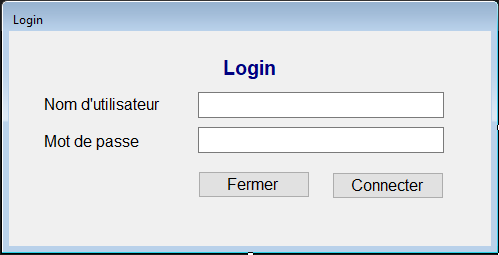 Login
Login
Nom d'utilisateur
Mot de passe
Fermer Connecter